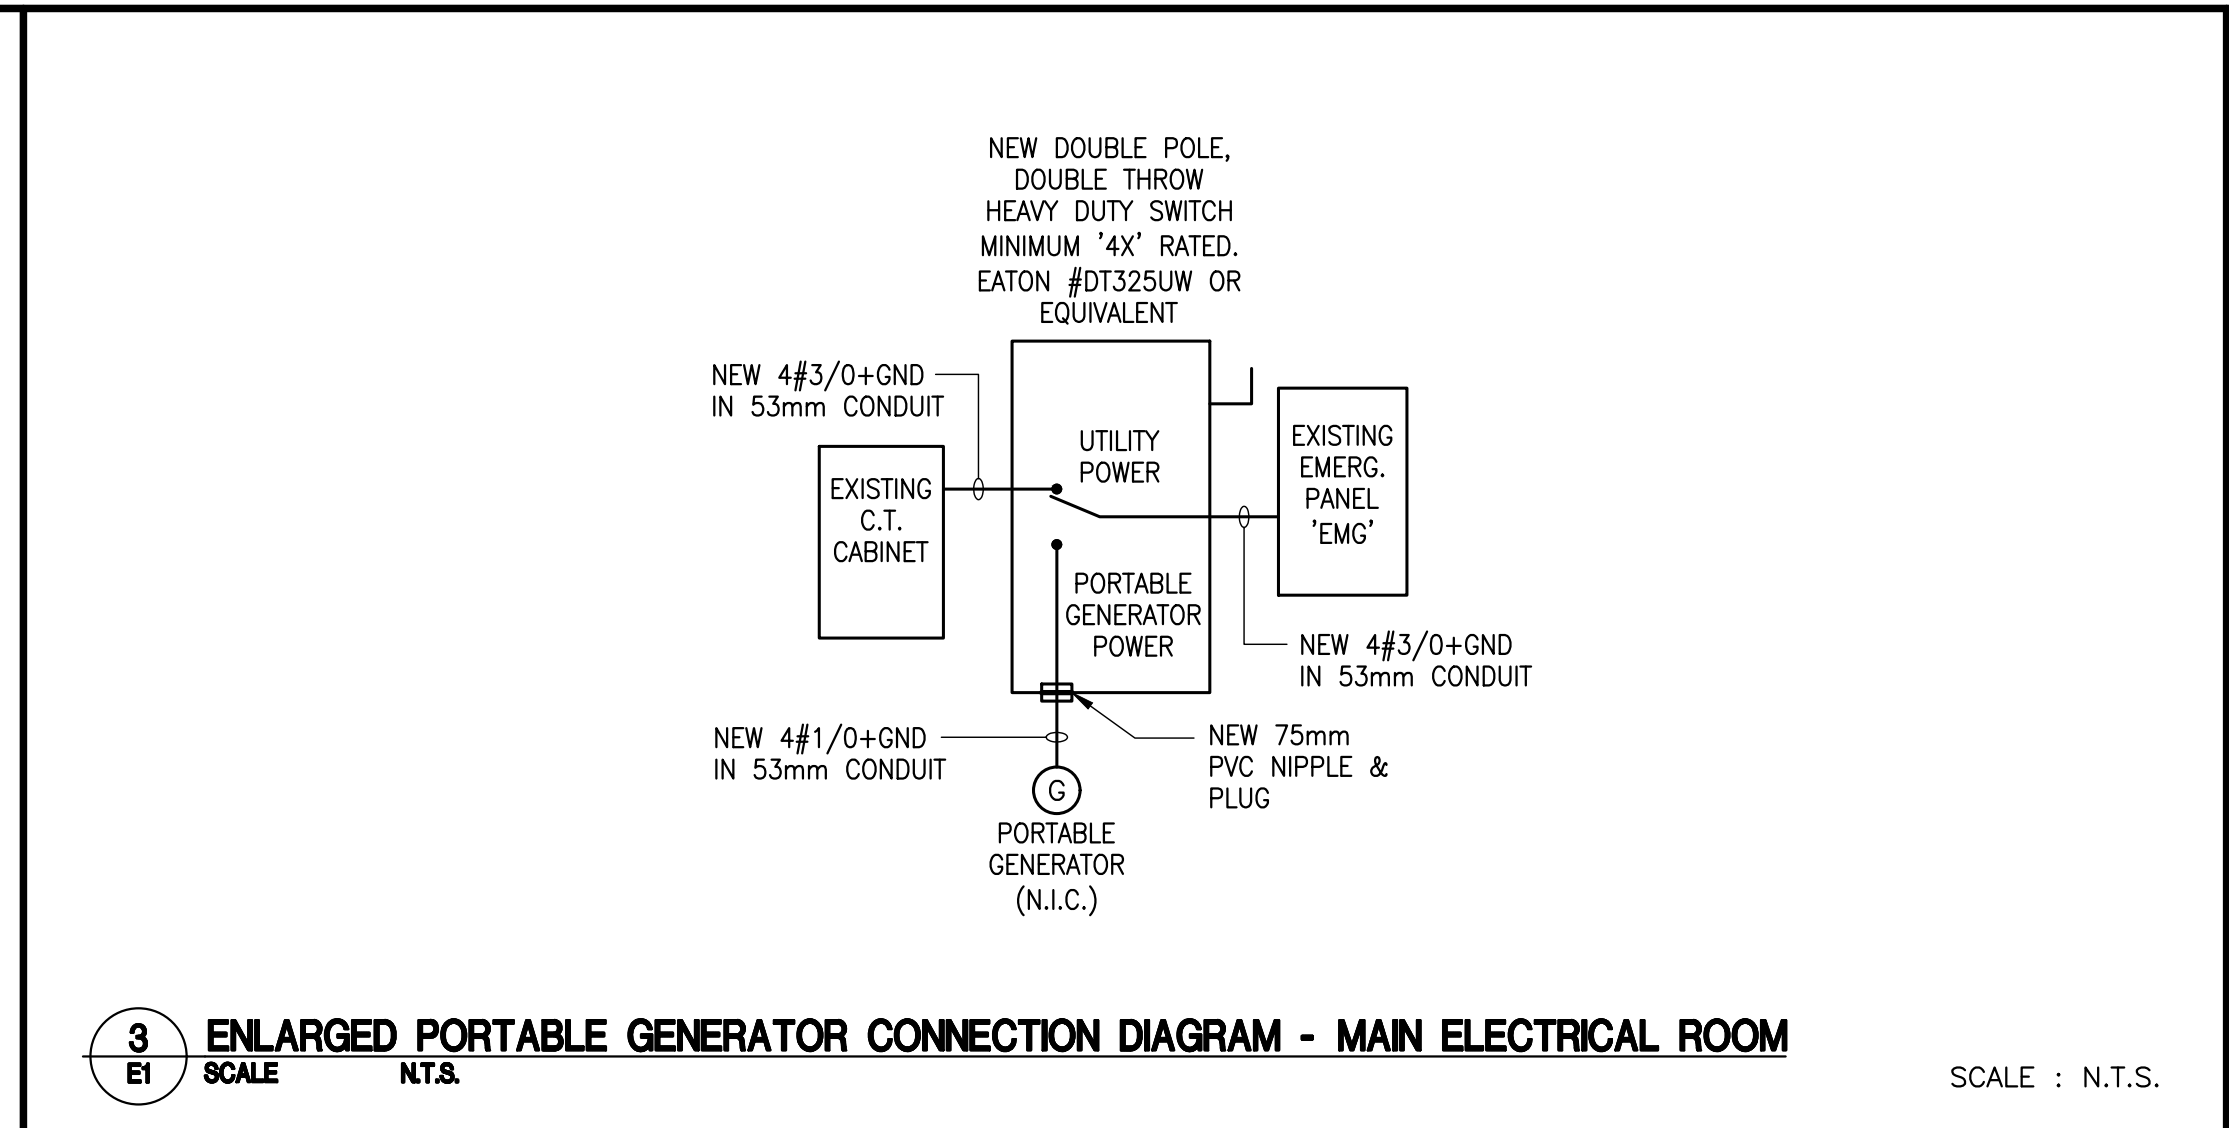 NEW DOUBLE POLE,
DOUBLE THROW
HEAVY DUTY SWITCH
MINIMUM '4X' RATED.
EATON #DT325UW OR
EQUIVALENT
NEW 4#3/0+GND
IN 53mm CONDUIT
EXISTING
C.T.
CABINET
UTILITY
POWER
EXISTING
EMERG.
PANEL
'EMG'
PORTABLE
GENERATOR
POWER
NEW 4#3/0+GND
IN 53mm CONDUIT
NEW 4#1/0+GND
IN 53mm CONDUIT
NEW 75mm
PVC NIPPLE &
PLUG
G
PORTABLE
GENERATOR
(N.I.C.)
3
E1
ENLARGED PORTABLE GENERATOR CONNECTION DIAGRAM - MAIN ELECTRICAL ROOM
SCALE N.T.S.
SCALE : N.T.S.